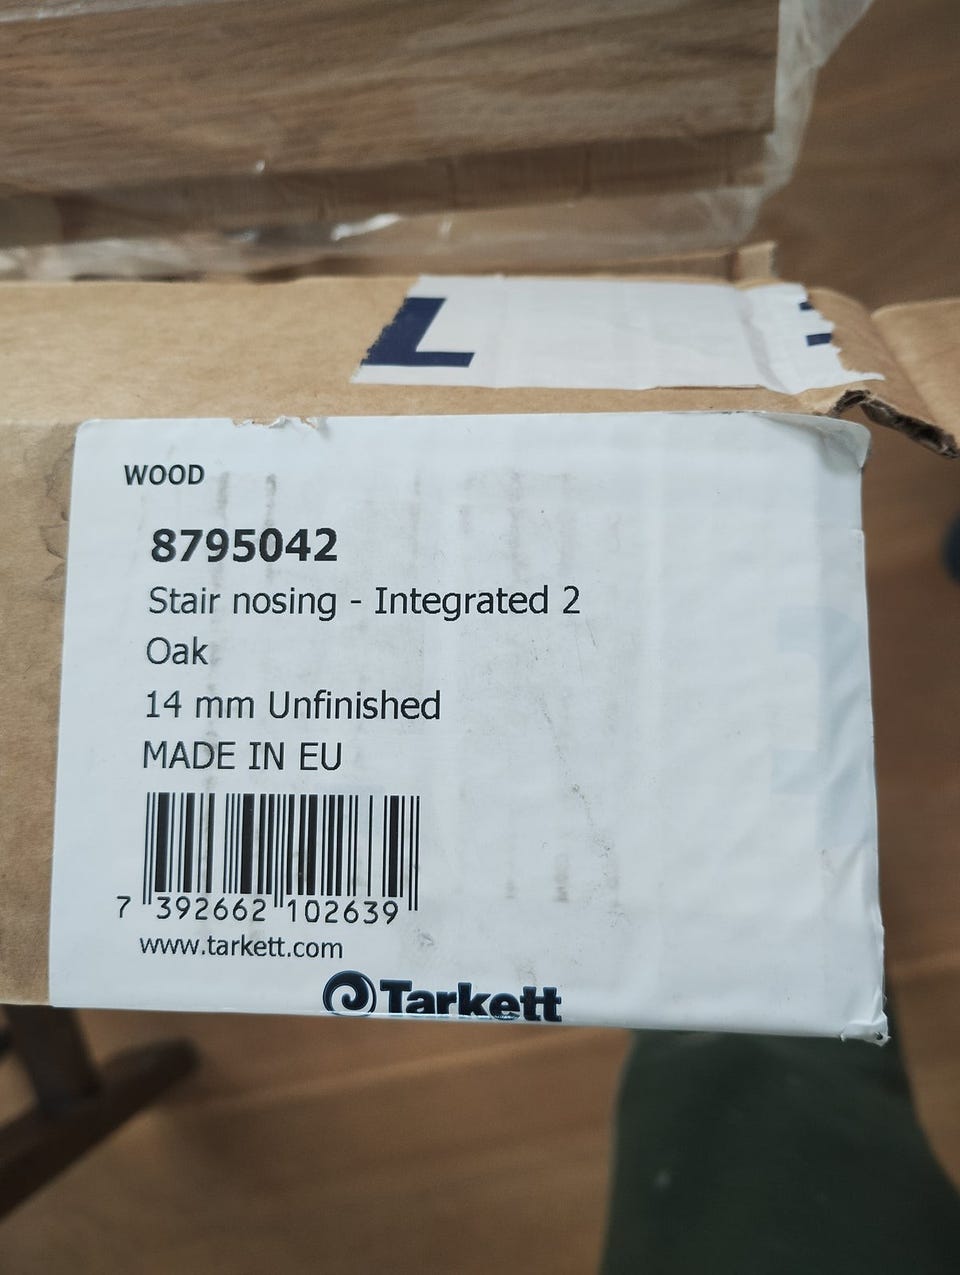 WOOD
8795042
Stair nosing - Integrated 2
Oak
14 mm Unfinished
MADE IN EU
7 392662 102639
www.tarkett.com
Tarkett